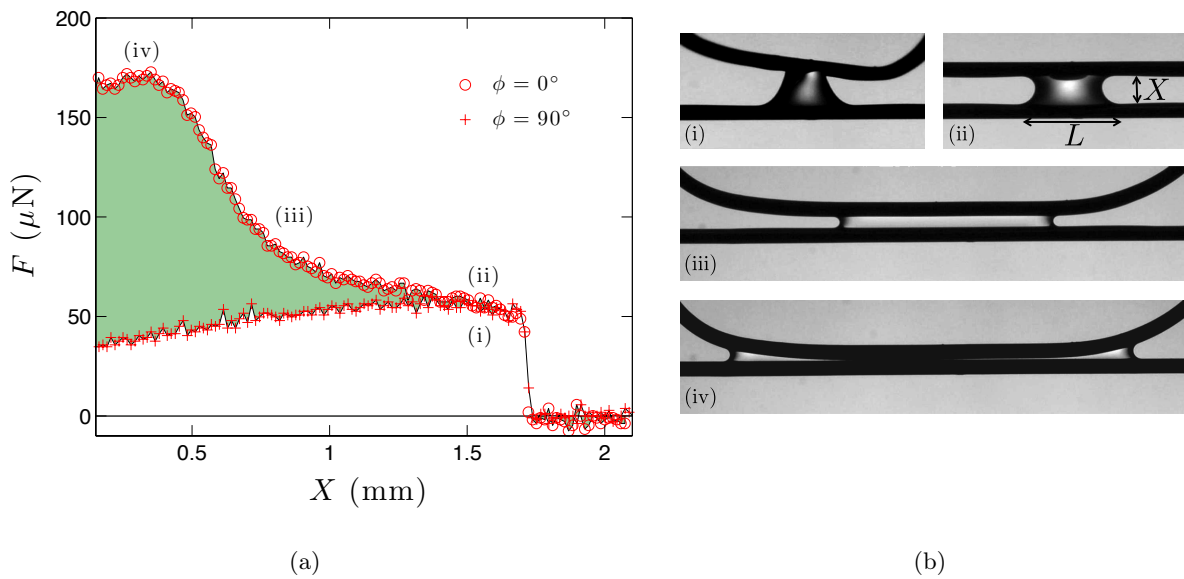 200
150
100
50
0
F (μN)
0.5
1
1.5
2
X (mm)
(iv)
(iii)
(ii)
(i)
ϕ = 0°
ϕ = 90°
(a)
(i)
(ii)
X
L
(iii)
(iv)
(b)